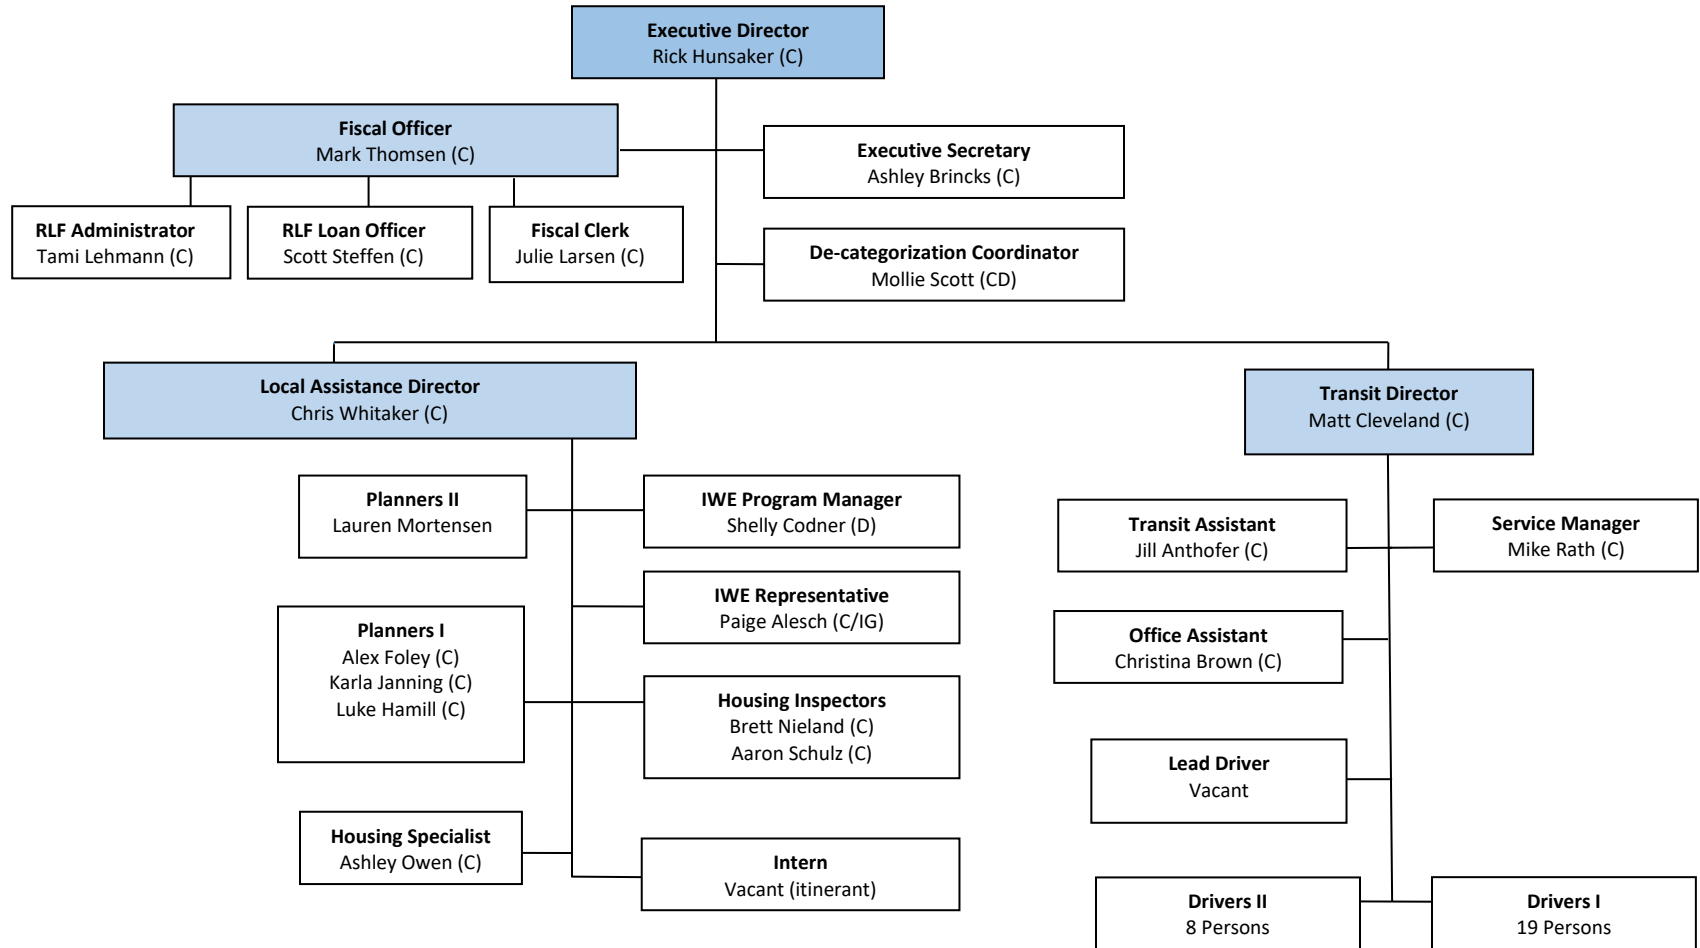 Executive Director
Rick Hunsaker (C)
Fiscal Officer
Mark Thomsen (C)
Executive Secretary
Ashley Brincks (C)
RLF Administrator
Tami Lehmann (C)
RLF Loan Officer
Scott Steffen (C)
Fiscal Clerk
Julie Larsen (C)
De-categorization Coordinator
Mollie Scott (CD)
Local Assistance Director
Chris Whitaker (C)
Transit Director
Matt Cleveland (C)
Planners II
Lauren Mortensen
IWE Program Manager
Shelly Codner (D)
Transit Assistant
Jill Anthofer (C)
Service Manager
Mike Rath (C)
IWE Representative
Paige Alesch (C/IG)
Planners I
Alex Foley (C)
Karla Janning (C)
Luke Hamill (C)
Office Assistant
Christina Brown (C)
Housing Inspectors
Brett Nieland (C)
Aaron Schulz (C)
Lead Driver
Vacant
Housing Specialist
Ashley Owen (C)
Intern
Vacant (itinerant)
Drivers II
8 Persons
Drivers I
19 Persons